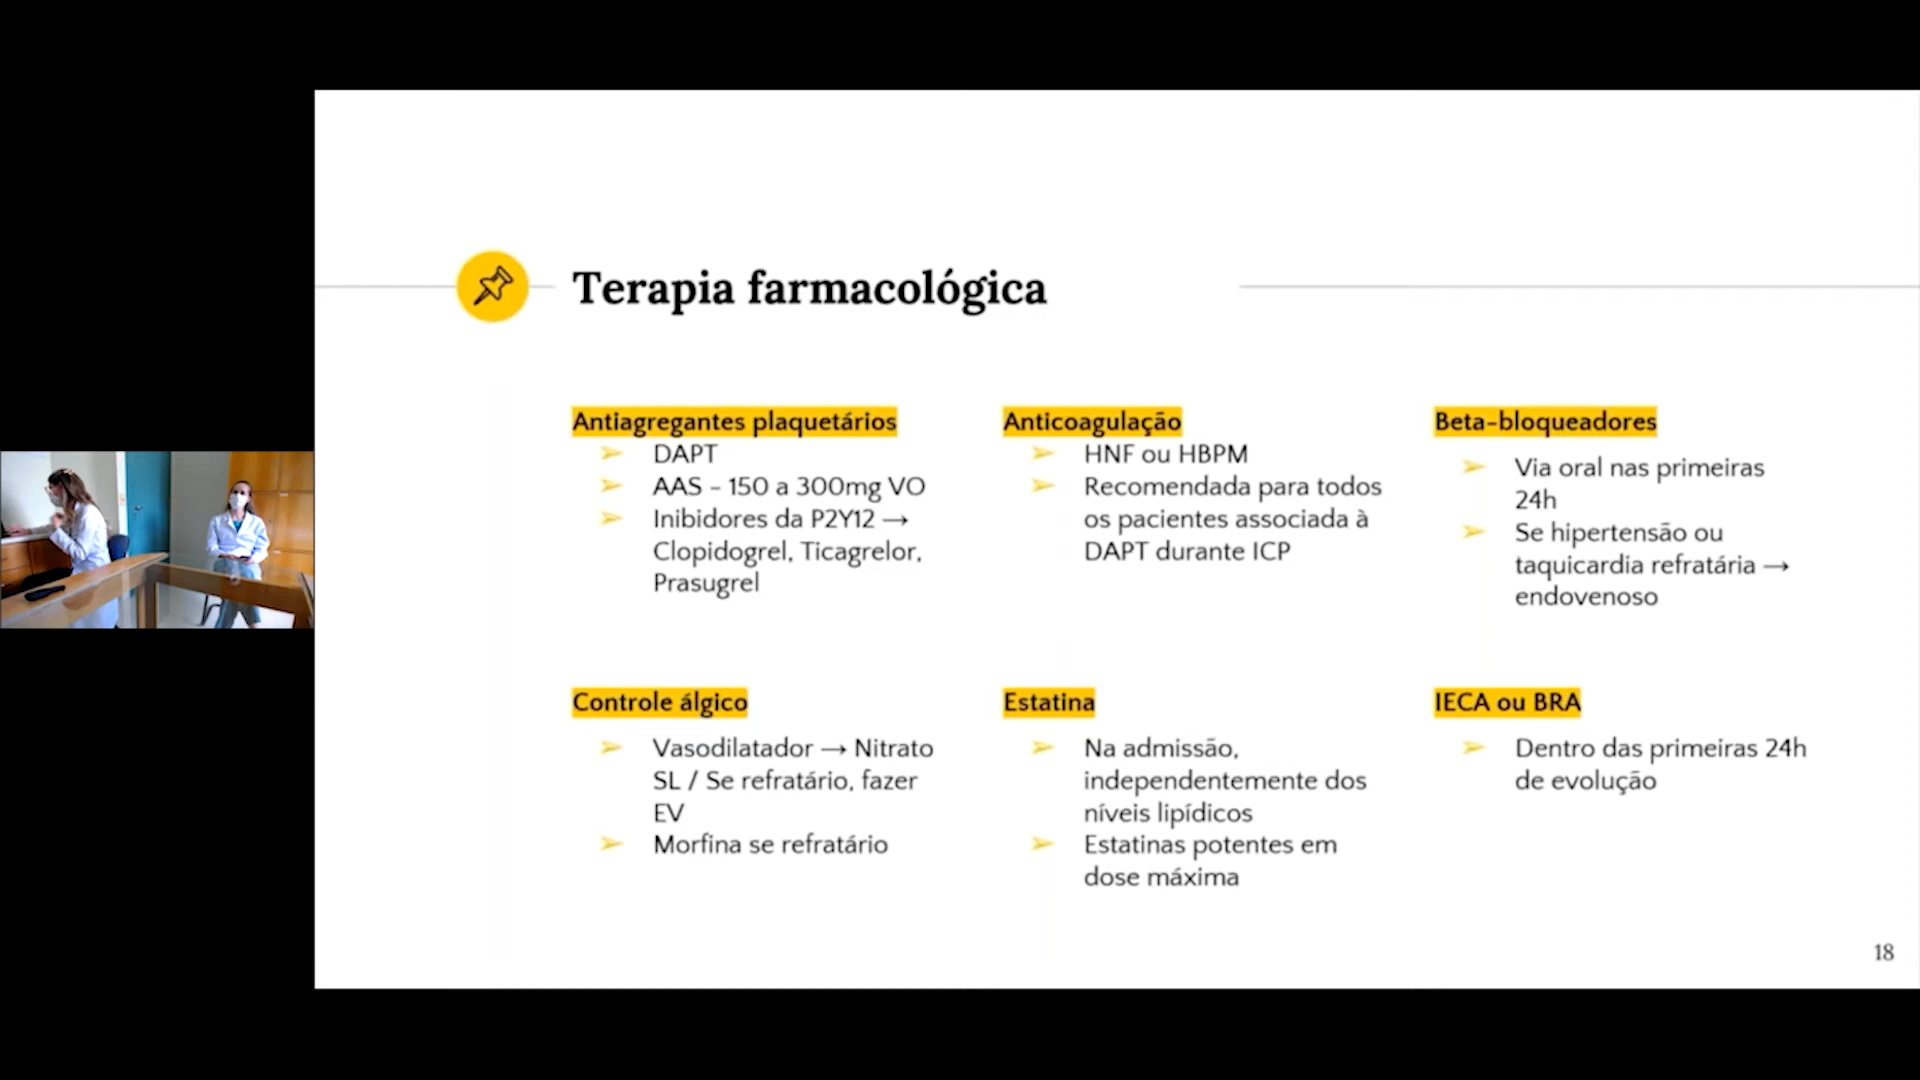 Terapia farmacológica
Antiagregantes plaquetários
➢ DAPT
➢ AAS - 150 a 300mg VO
➢ Inibidores da P2Y12 →
Clopidogrel, Ticagrelor,
Prasugrel
Anticoagulação
➢ HNF ou HBPM
➢ Recomendada para todos
os pacientes associada à
DAPT durante ICP
Beta-bloqueadores
➢ Via oral nas primeiras
24h
➢ Se hipertensão ou
taquicardia refratária →
endovenoso
Controle álgico
➢ Vasodilatador → Nitrato
SL / Se refratário, fazer
EV
➢ Morfina se refratário
Estatina
➢ Na admissão,
independentemente dos
níveis lipídicos
➢ Estatinas potentes em
dose máxima
IECA ou BRA
➢ Dentro das primeiras 24h
de evolução
18